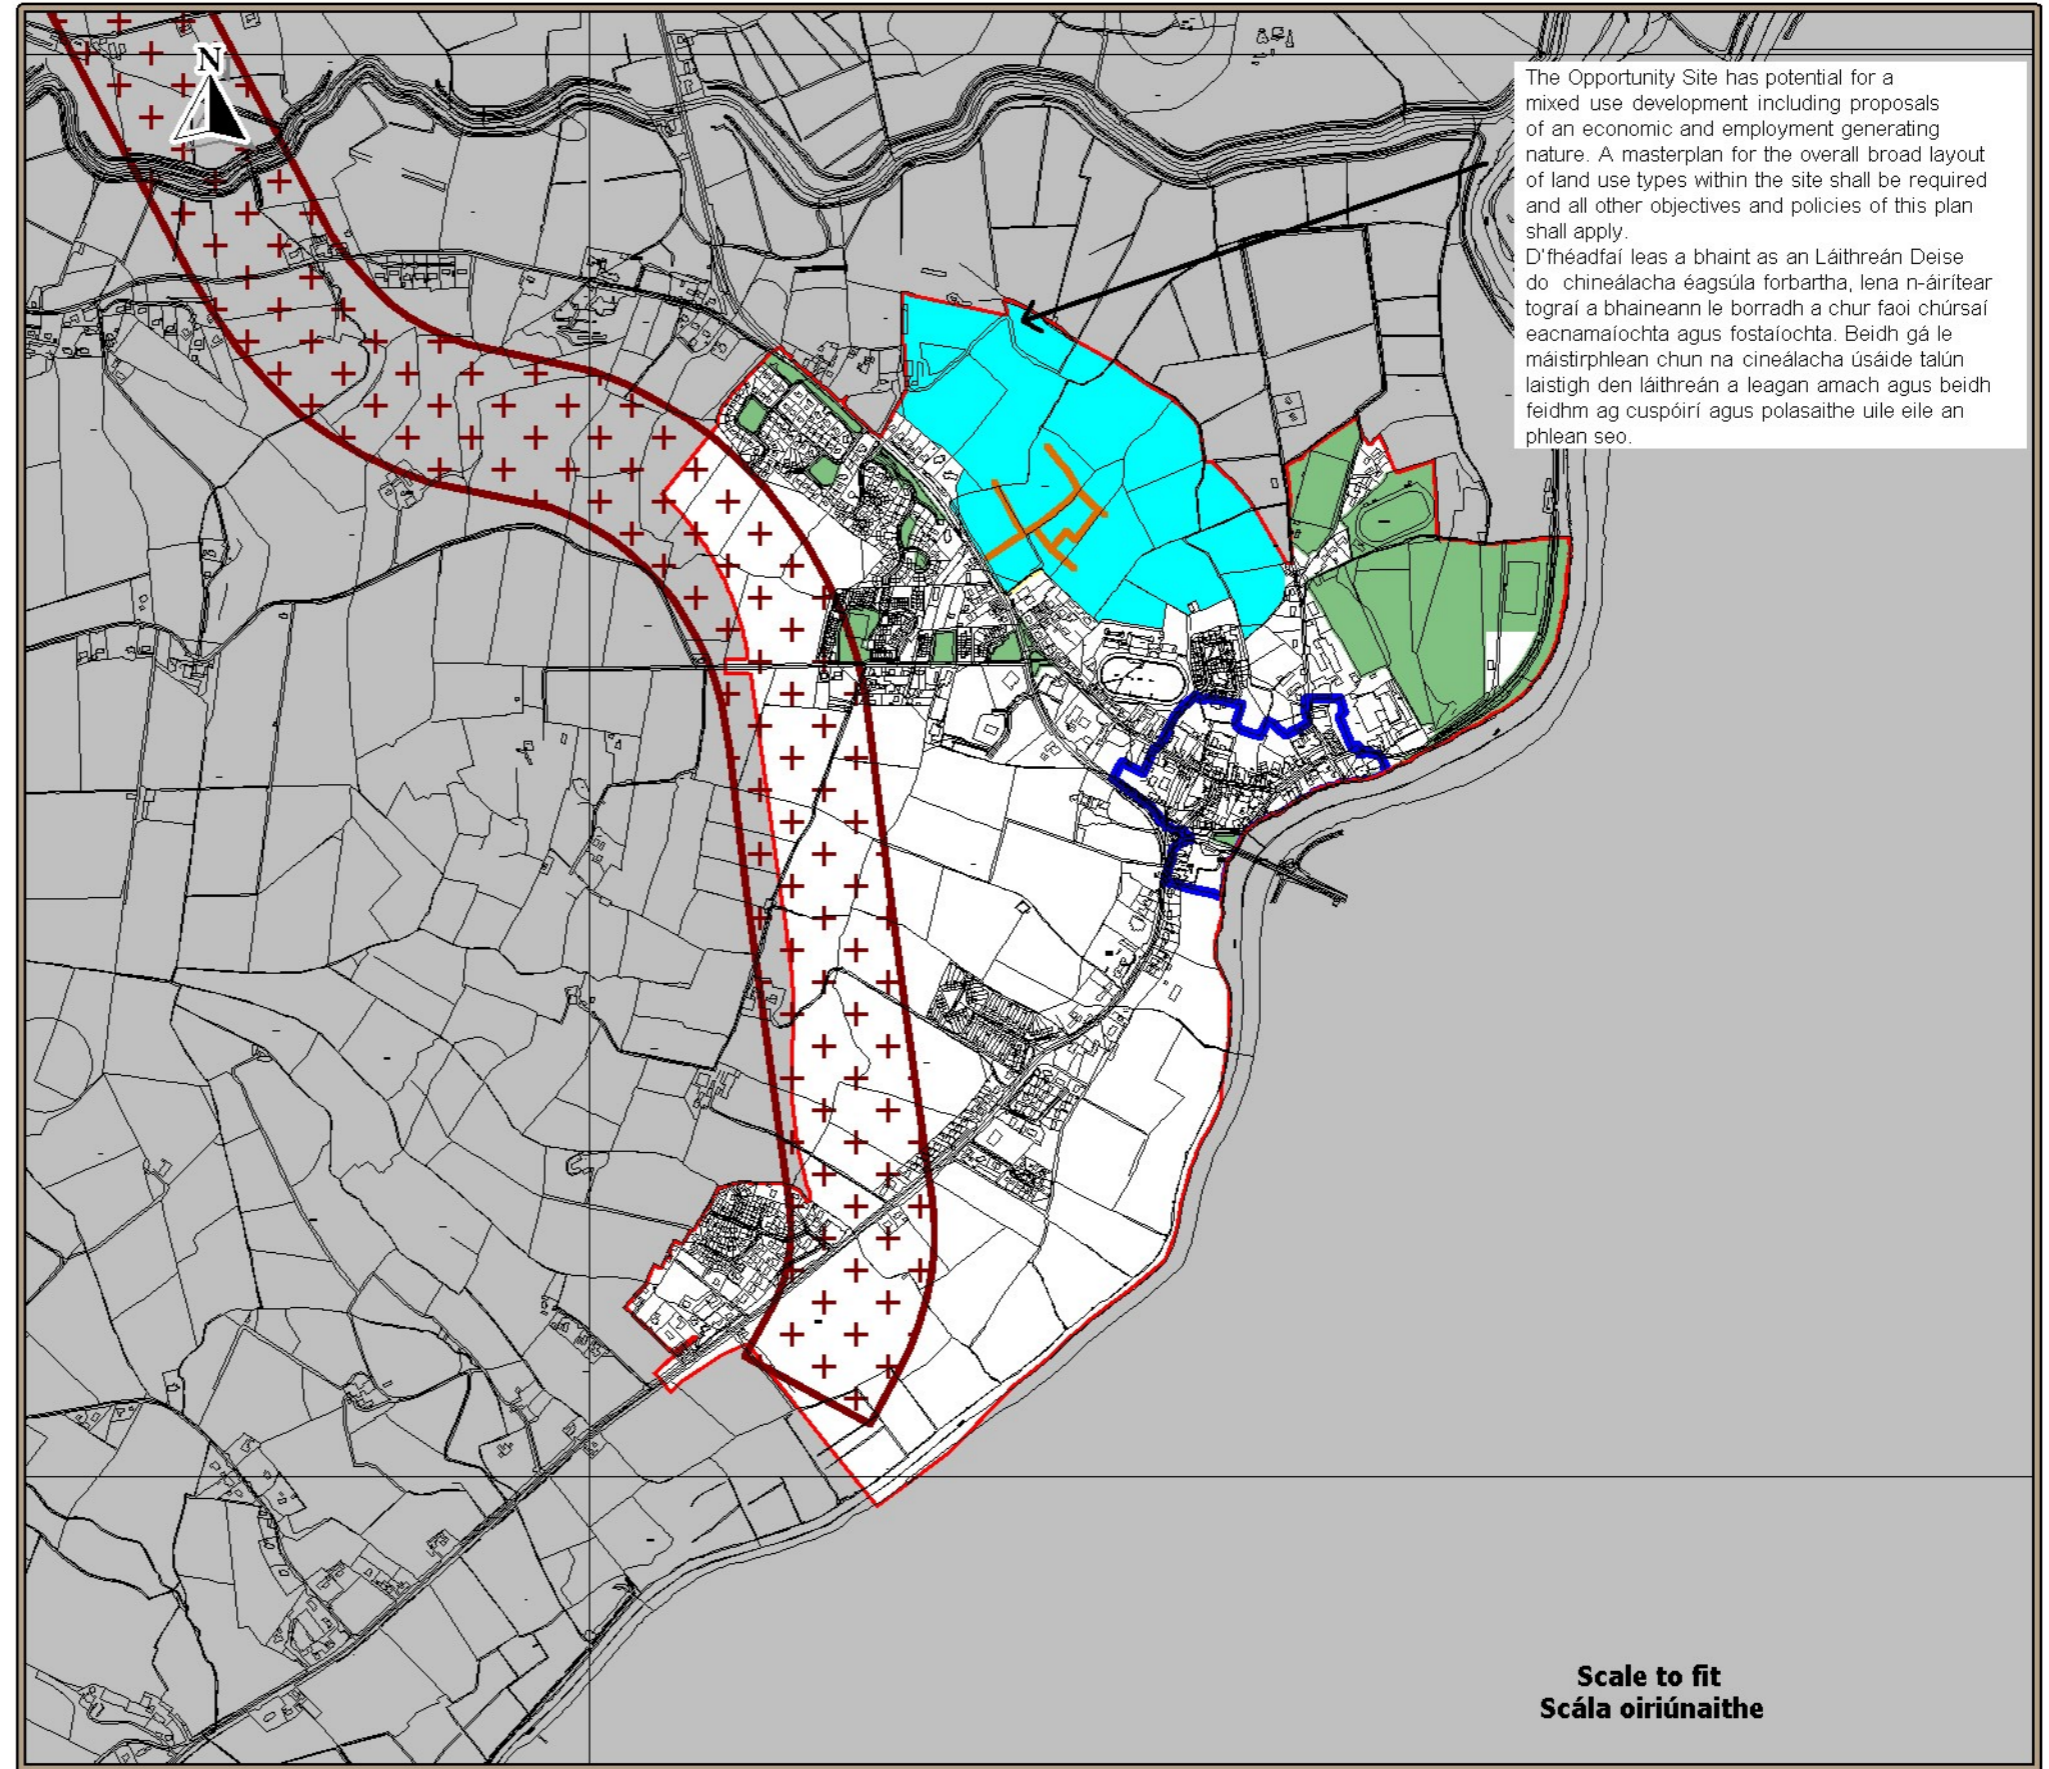 N
The Opportunity Site has potential for a
mixed use development including proposals
of an economic and employment generating
nature. A masterplan for the overall broad layout
of land use types within the site shall be required
and all other objectives and policies of this plan
shall apply.
D'fhéadfaí leas a bhaint as an Láithreán Deise
do chineálacha éagsúla forbartha, lena n-áirítear
tograí a bhaineann le borradh a chur faoi chúrsaí
eacnamaíochta agus fostaíochta. Beidh gá le
máistirphlean chun na cineálacha úsáide talún
laistigh den láithreán a leagan amach agus beidh
feidhm ag cuspóirí agus polasaithe uile eile an
phlean seo.
Scale to fit
Scála oiriúnaithe